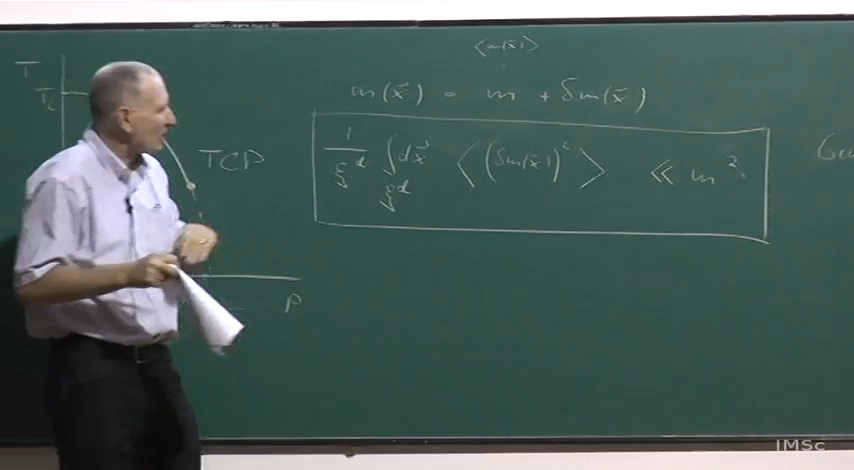 ⟨m(x⃗)⟩
m(x⃗) = m + δm(x⃗)
1/ξ^d ∫_{ξ^d} dx⃗ ⟨(δm(x⃗))²⟩ ≪ m².
T
T_c
TCP
P
IMSc